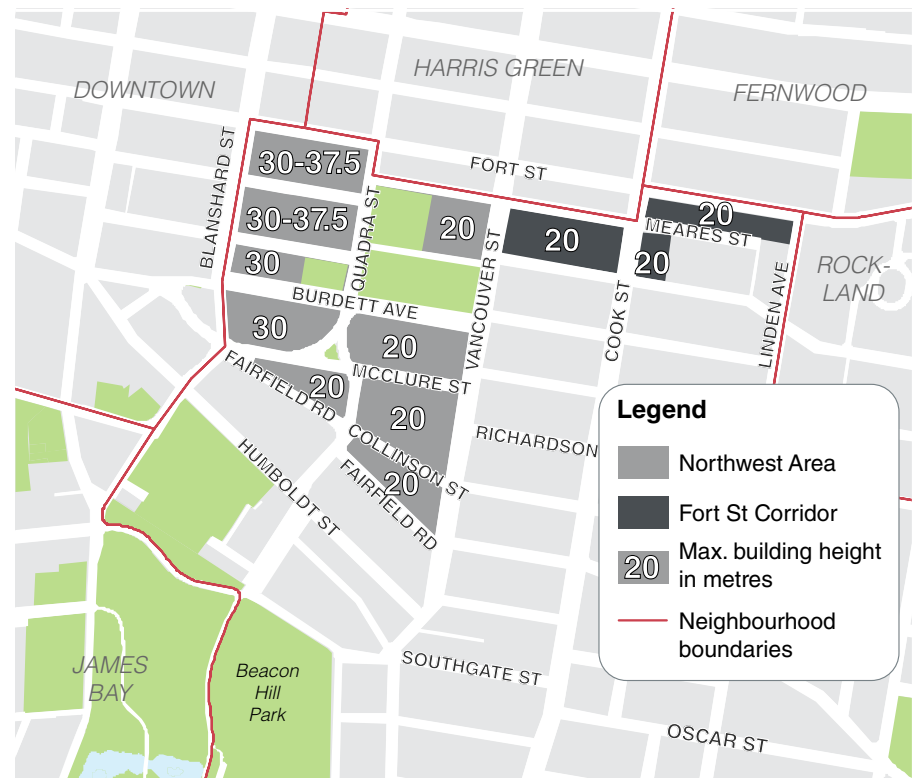 DOWNTOWN
HARRIS GREEN
FERNWOOD
BLANSHARD ST
30-37.5
FORT ST
QUADRA ST
20
30-37.5
20
20
MEARES ST
VANCOUVER ST
20
30
ROCK-
LAND
BURDETT AVE
COOK ST
LINDEN AVE
30
20
MCCLURE ST
FAIRFIELD RD
20
20
COLLINSON ST
RICHARDSON
HUMBOLDT ST
FAIRFIELD RD
20
Legend
Northwest Area
Fort St Corridor
20
Max. building height
in metres
Neighbourhood
boundaries
JAMES
BAY
Beacon
Hill
Park
SOUTHGATE ST
OSCAR ST